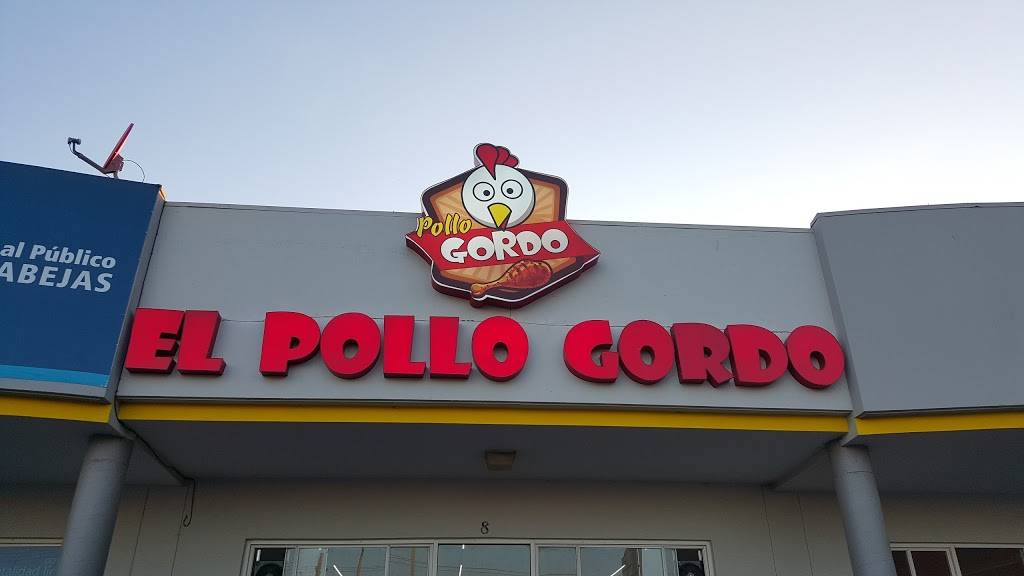 al Público
ABEJAS
Pollo
GORDO
EL POLLO GORDO
8